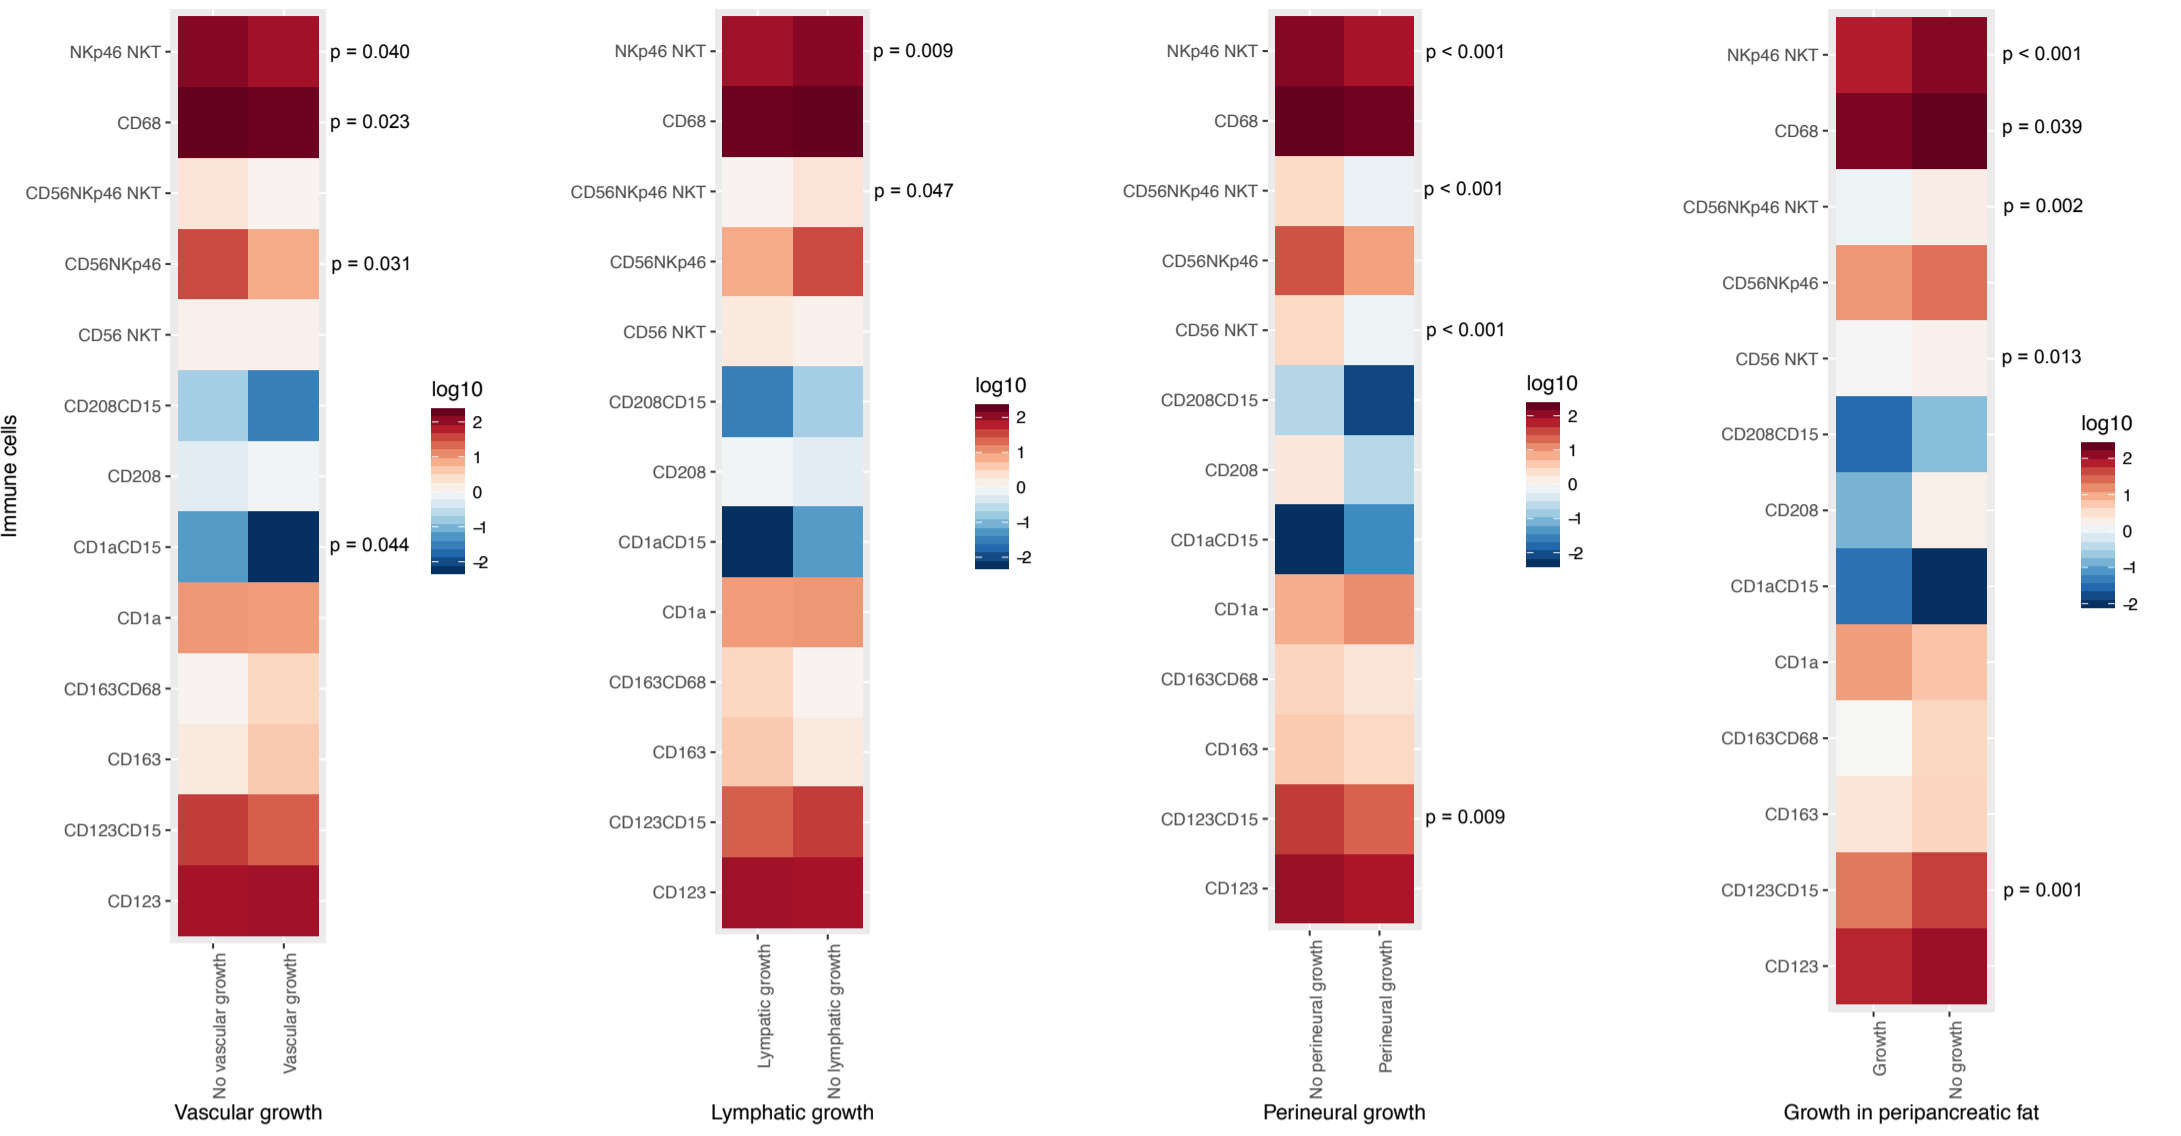 Immune cells
NKp46 NKT
CD68
CD56NKp46 NKT
CD56NKp46
CD56 NKT
CD208CD15
CD208
CD1aCD15
CD1a
CD163CD68
CD163
CD123CD15
CD123
p = 0.040
p = 0.023
p = 0.031
p = 0.044
No vascular growth
Vascular growth
Vascular growth
log10
2
1
0
-1
-2
NKp46 NKT
CD68
CD56NKp46 NKT
CD56NKp46
CD56 NKT
CD208CD15
CD208
CD1aCD15
CD1a
CD163CD68
CD163
CD123CD15
CD123
p = 0.009
p = 0.047
Lympatic growth
No lymphatic growth
Lymphatic growth
log10
2
1
0
-1
-2
NKp46 NKT
CD68
CD56NKp46 NKT
CD56NKp46
CD56 NKT
CD208CD15
CD208
CD1aCD15
CD1a
CD163CD68
CD163
CD123CD15
CD123
p < 0.001
p < 0.001
p < 0.001
p = 0.009
No perineural growth
Perineural growth
Perineural growth
log10
2
1
0
-1
-2
NKp46 NKT
CD68
CD56NKp46 NKT
CD56NKp46
CD56 NKT
CD208CD15
CD208
CD1aCD15
CD1a
CD163CD68
CD163
CD123CD15
CD123
p < 0.001
p = 0.039
p = 0.002
p = 0.013
p = 0.001
Growth
No growth
Growth in peripancreatic fat
log10
2
1
0
-1
-2